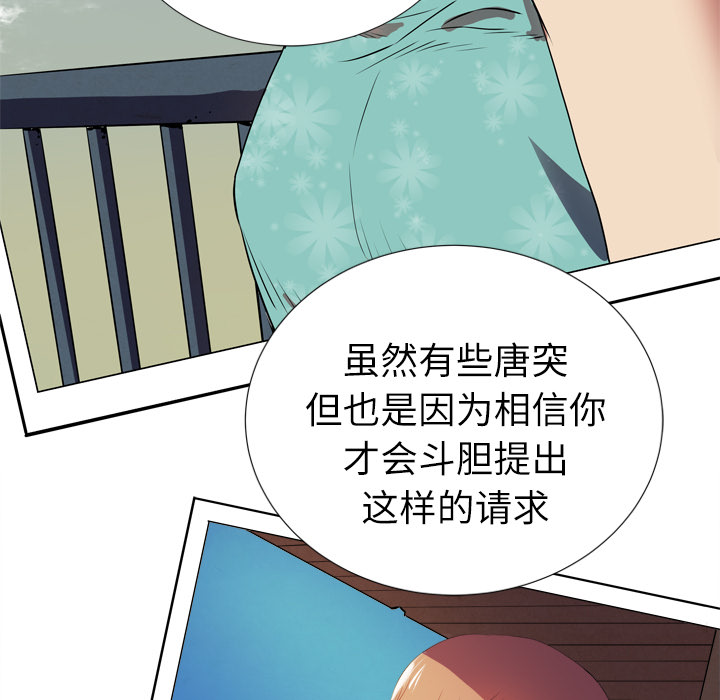 虽然有些唐突
但也是因为相信你
才会斗胆提出
这样的请求